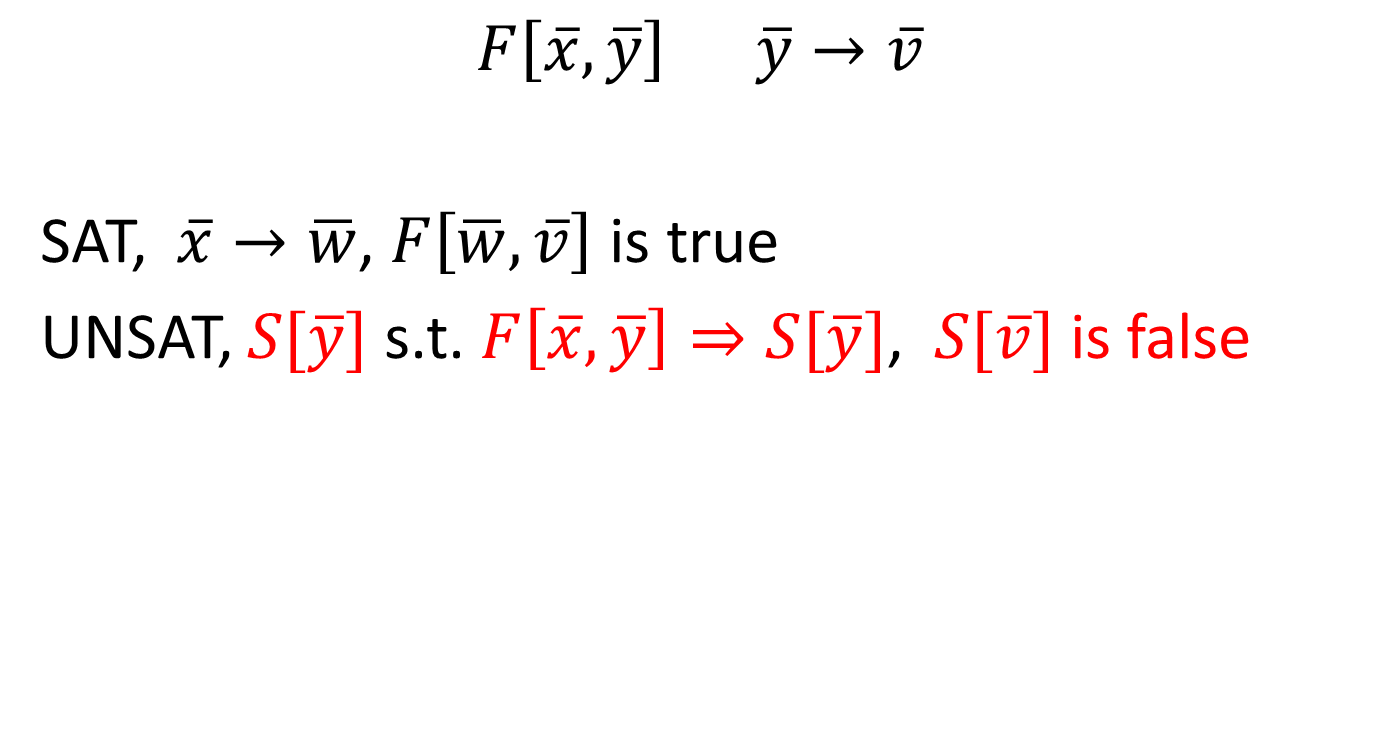 F[x̄, ȳ] ȳ → v̄
SAT, x̄ → w̄, F[w̄, v̄] is true
UNSAT, S[ȳ] s.t. F[x̄, ȳ] ⇒ S[ȳ], S[v̄] is false